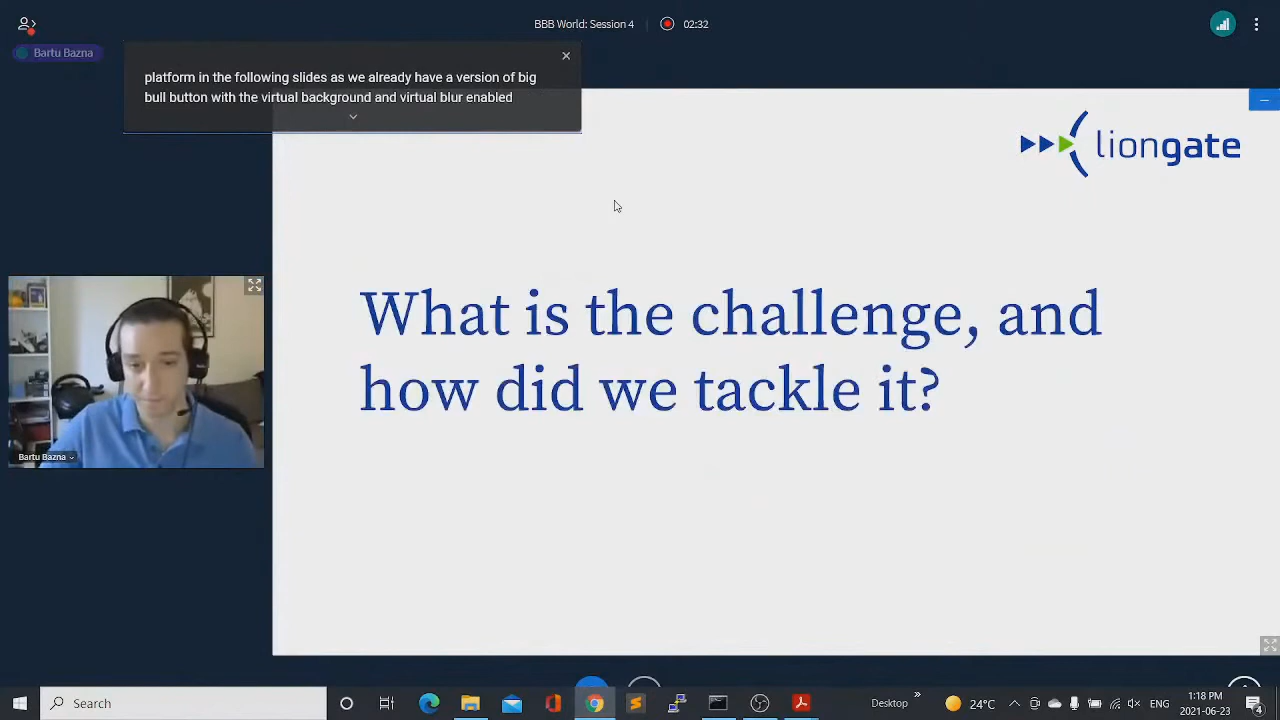 BBB World: Session 4
02:32
Bartu Bazna
platform in the following slides as we already have a version of big
bull button with the virtual background and virtual blur enabled
liongate
What is the challenge, and
how did we tackle it?
Bartu Bazna
Search
Desktop
24°C
ENG
1:18 PM
2021-06-23
4